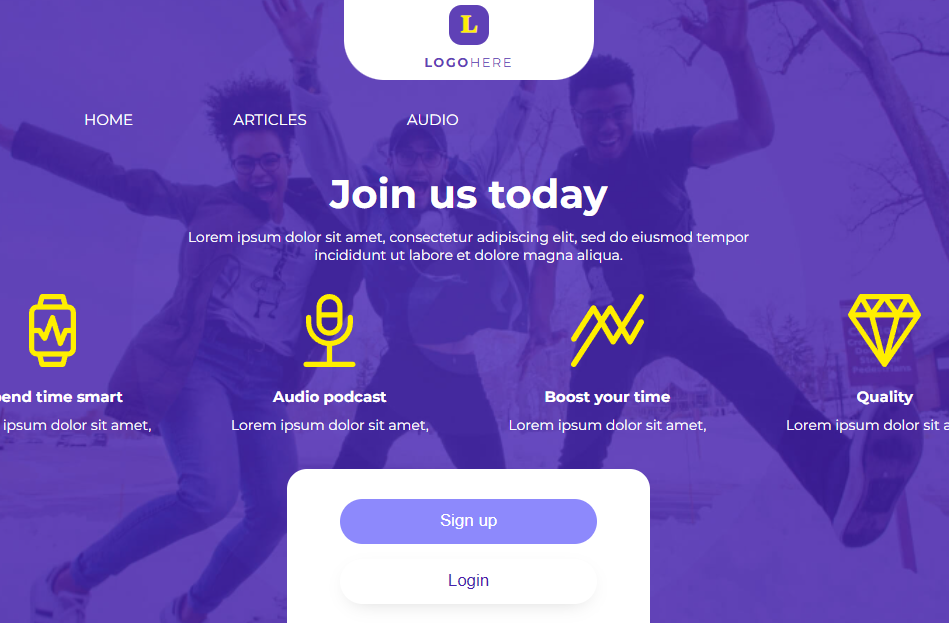 L
LOGOHERE
HOME ARTICLES AUDIO
Join us today
Lorem ipsum dolor sit amet, consectetur adipiscing elit, sed do eiusmod tempor
incididunt ut labore et dolore magna aliqua.
time smart Audio podcast Boost your time Quality
ipsum dolor sit amet, Lorem ipsum dolor sit amet, Lorem ipsum dolor sit amet, Lorem ipsum dolor sit
Sign up
Login